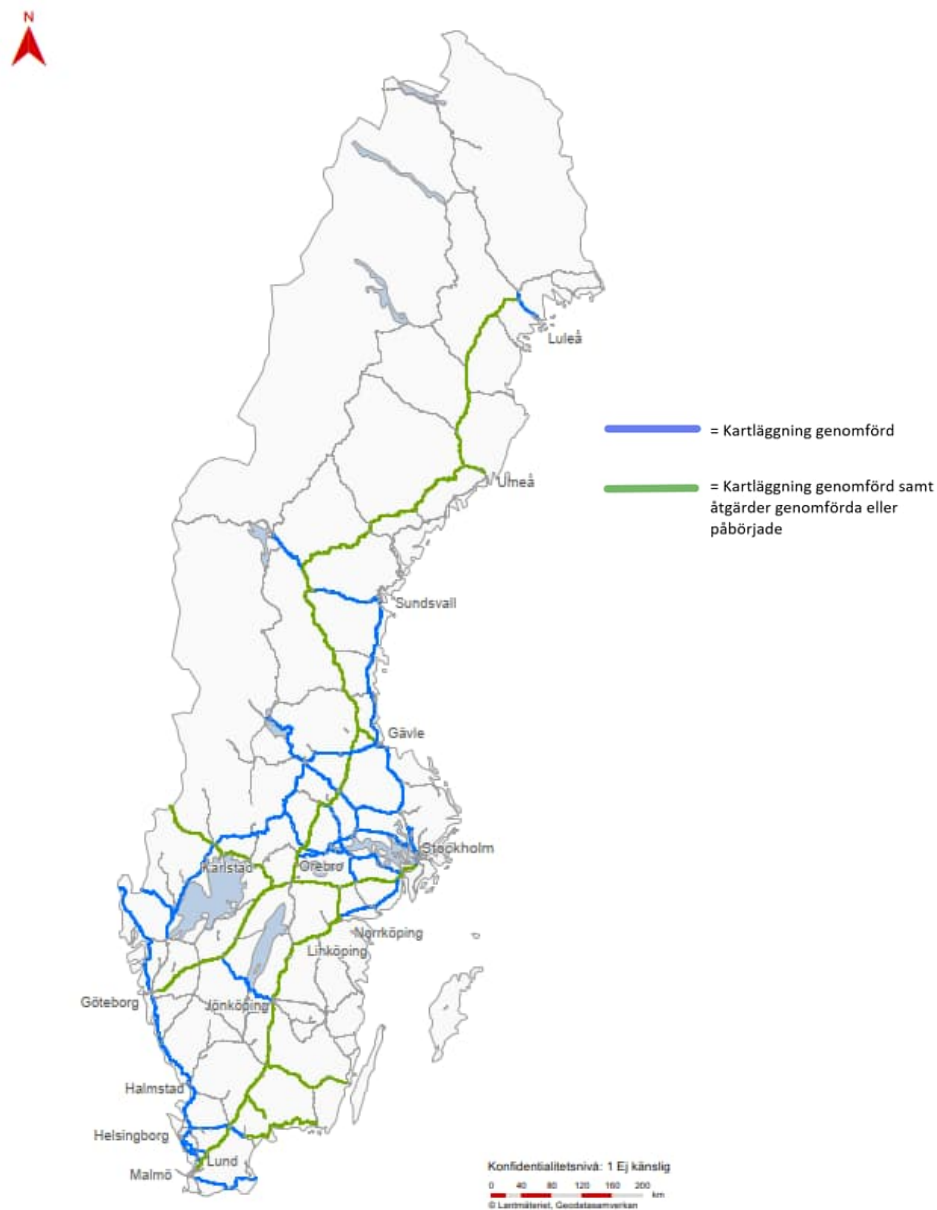 N
Luleå
= Kartläggning genomförd
Umeå
= Kartläggning genomförd samt
åtgärder genomförda eller
påbörjade
Sundsvall
Gävle
Stockholm
Karlstad
Örebro
Norrköping
Linköping
Göteborg
Jönköping
Halmstad
Helsingborg
Lund
Malmö
Konfidentialitetsnivå: 1 Ej känslig
0 40 80 120 160 200
km
© Lantmäteriet, Geodatasamverkan